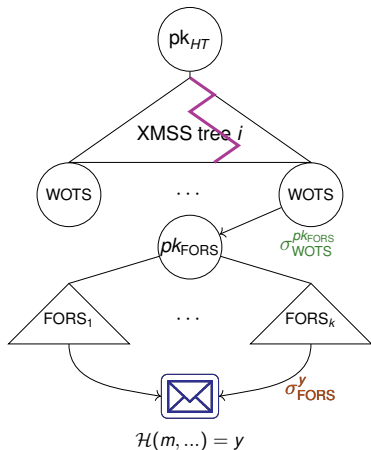 pk_HT
XMSS tree i
WOTS ... WOTS
pk_FORS
σ_WOTS^pk_FORS
FORS_1 ... FORS_k
σ_FORS^y
ℋ(m, ...) = y